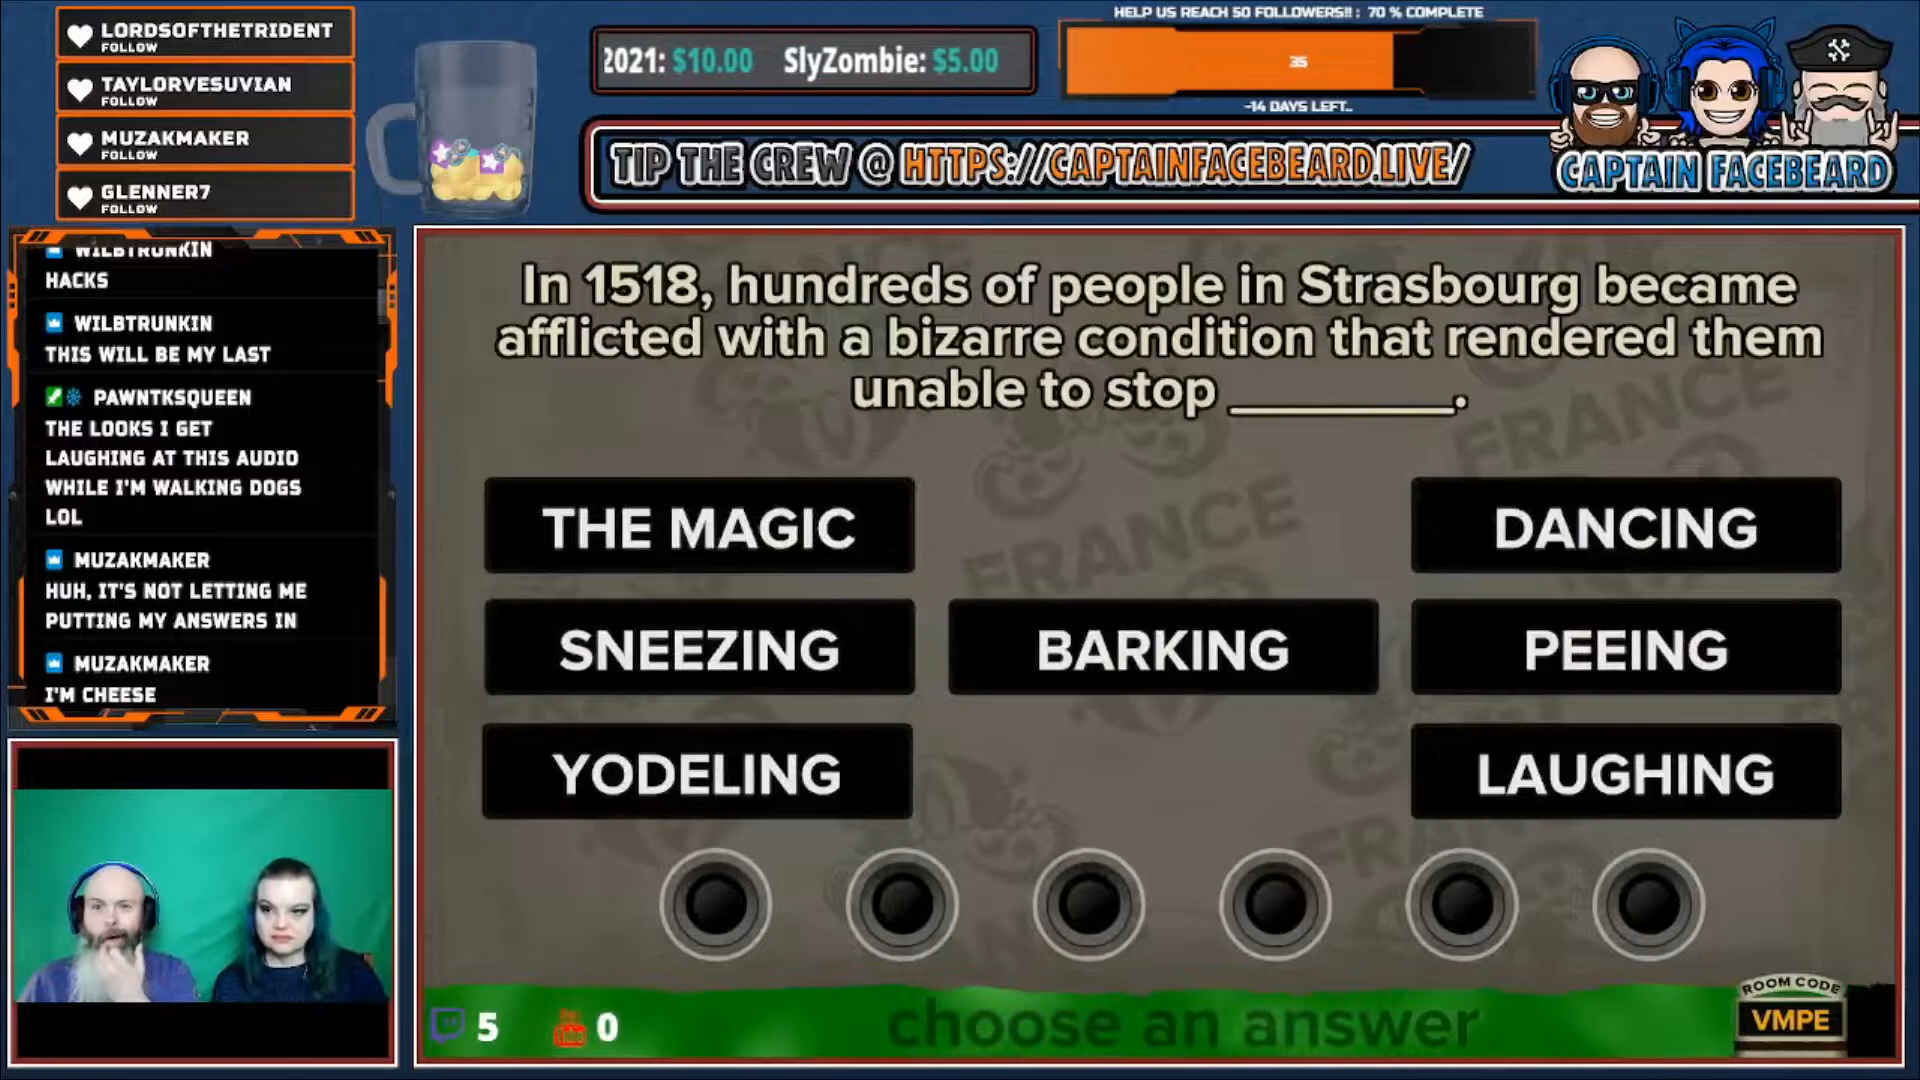 LORDSOFTHETRIDENT
FOLLOW
TAYLORVESUVIAN
FOLLOW
MUZAKMAKER
FOLLOW
GLENNER7
FOLLOW
2021: $10.00 SlyZombie: $5.00
HELP US REACH 50 FOLLOWERS!! : 70 % COMPLETE
35
-14 DAYS LEFT..
TIP THE CREW @ HTTPS://CAPTAINFACEBEARD.LIVE/
CAPTAIN FACEBEARD
WILBTRUNKIN
HACKS
WILBTRUNKIN
THIS WILL BE MY LAST
PAWNTKSQUEEN
THE LOOKS I GET
LAUGHING AT THIS AUDIO
WHILE I'M WALKING DOGS
LOL
MUZAKMAKER
HUH, IT'S NOT LETTING ME
PUTTING MY ANSWERS IN
MUZAKMAKER
I'M CHEESE
In 1518, hundreds of people in Strasbourg became
afflicted with a bizarre condition that rendered them
unable to stop ________.
THE MAGIC
DANCING
SNEEZING
BARKING
PEEING
YODELING
LAUGHING
FRANCE
FRANCE
5
0
choose an answer
ROOM CODE
VMPE